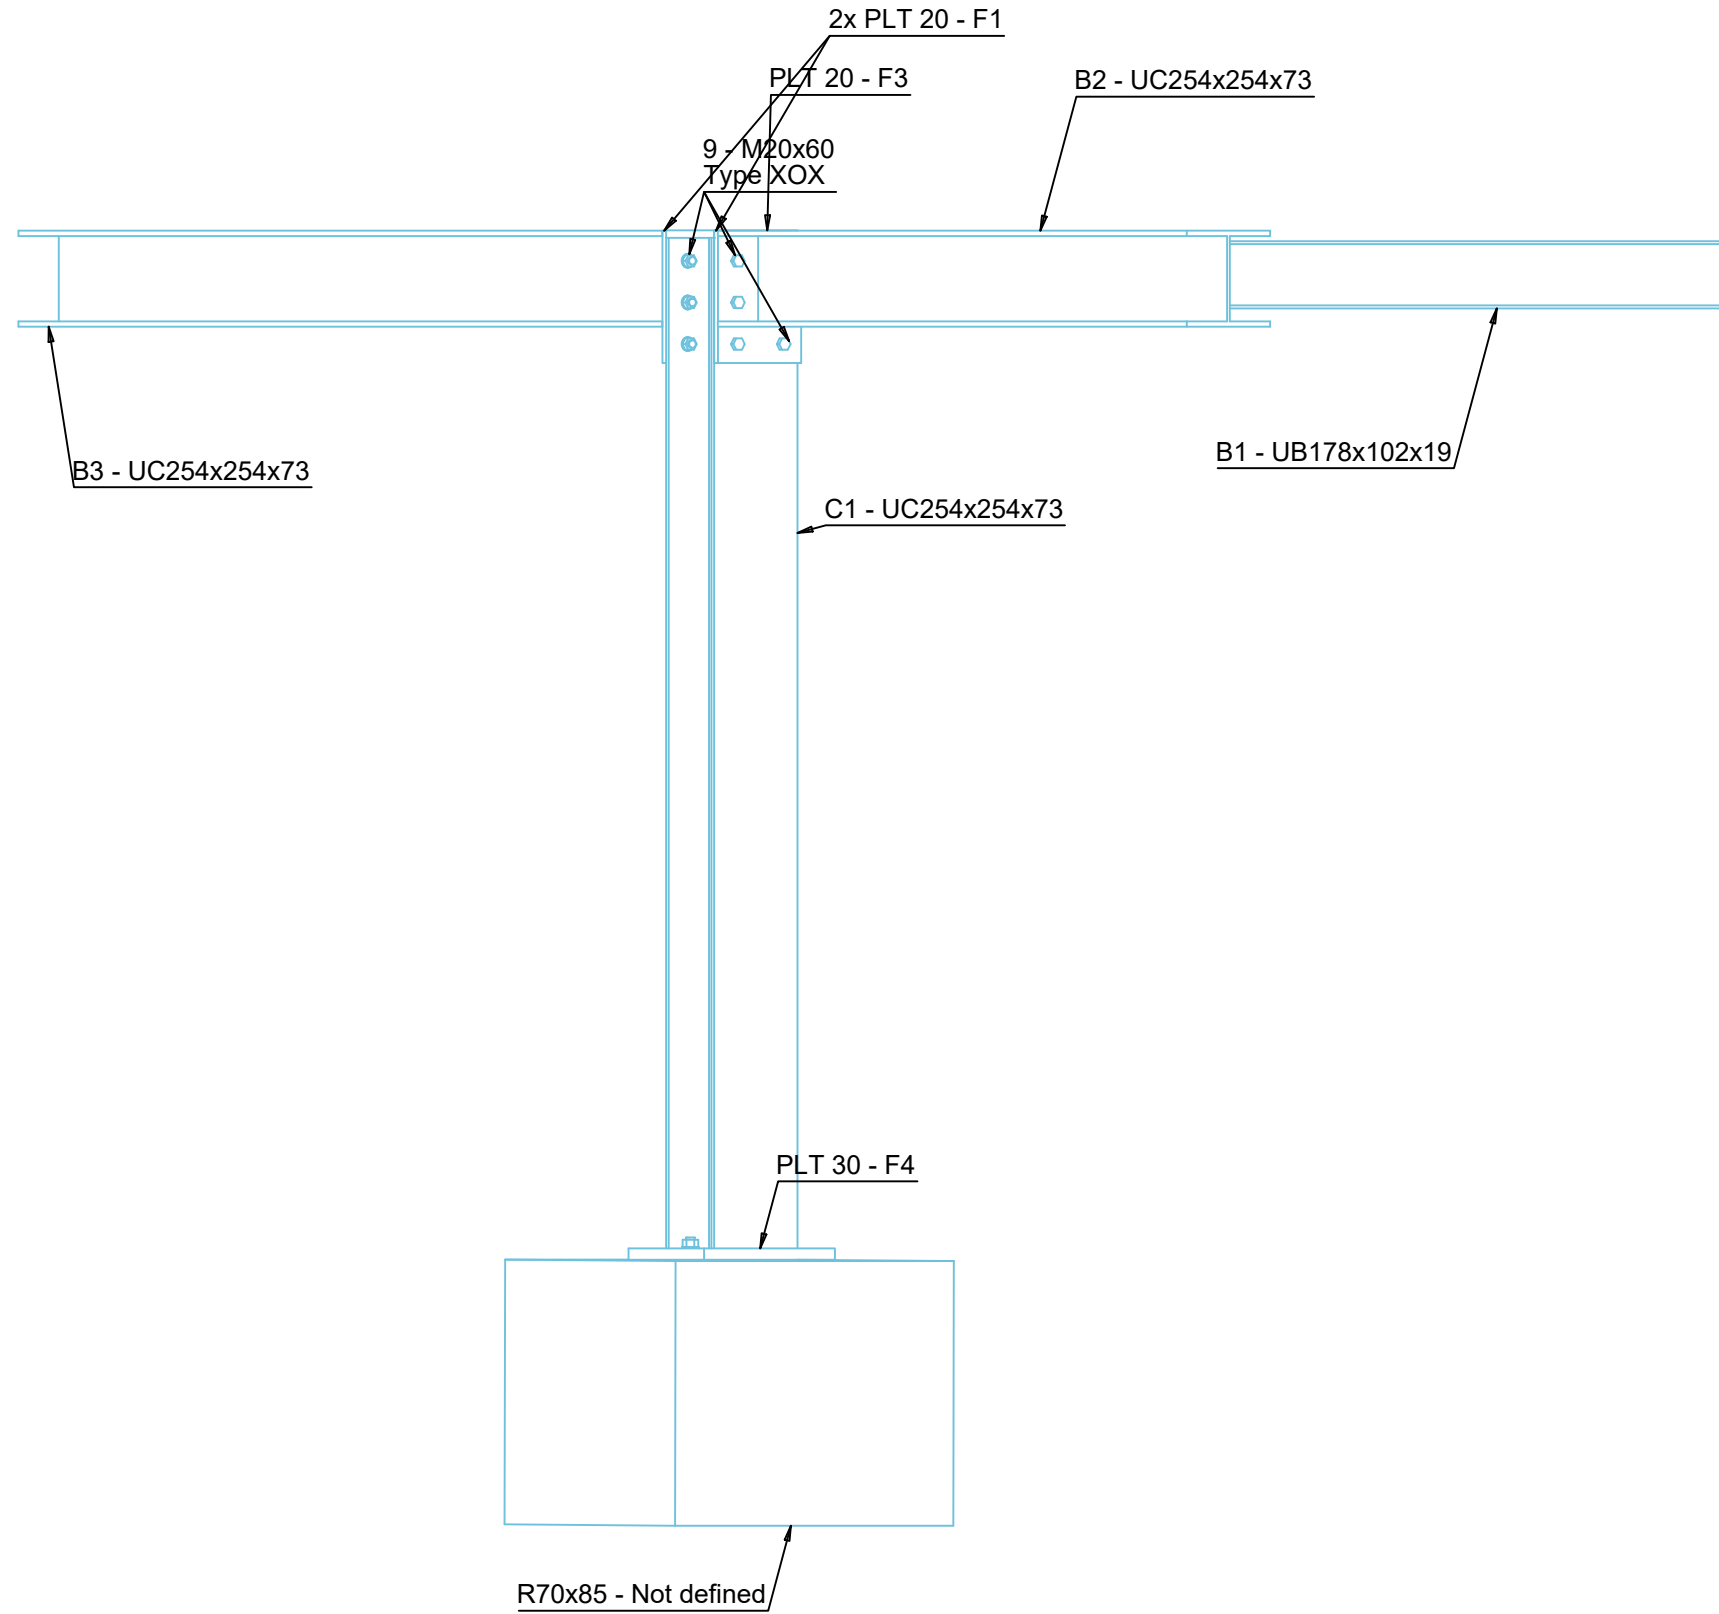 2x PLT 20 - F1
PLT 20 - F3
B2 - UC254x254x73
9 - M20x60
Type XOX
B1 - UB178x102x19
B3 - UC254x254x73
C1 - UC254x254x73
PLT 30 - F4
R70x85 - Not defined